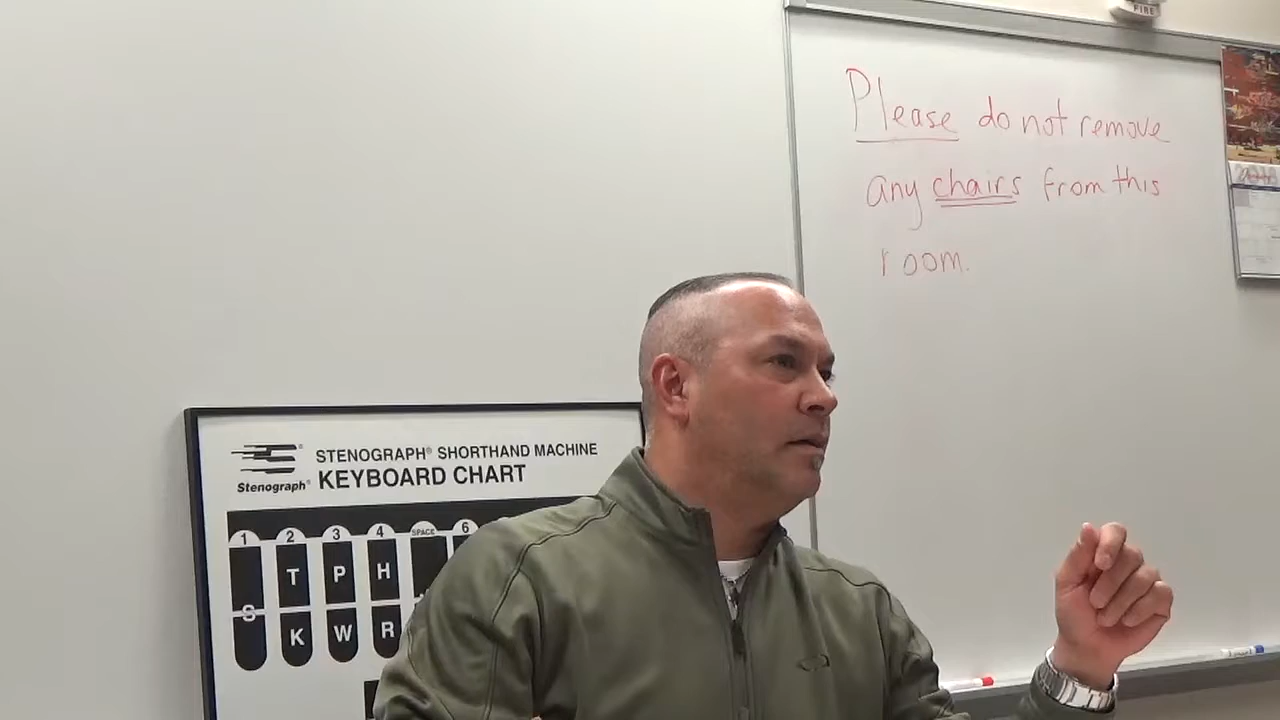 FIRE
Please do not remove
any chairs from this
room.
STENOGRAPH® SHORTHAND MACHINE
Stenograph® KEYBOARD CHART
1 2 3 4 SPACE 6
T P H
S
K W R